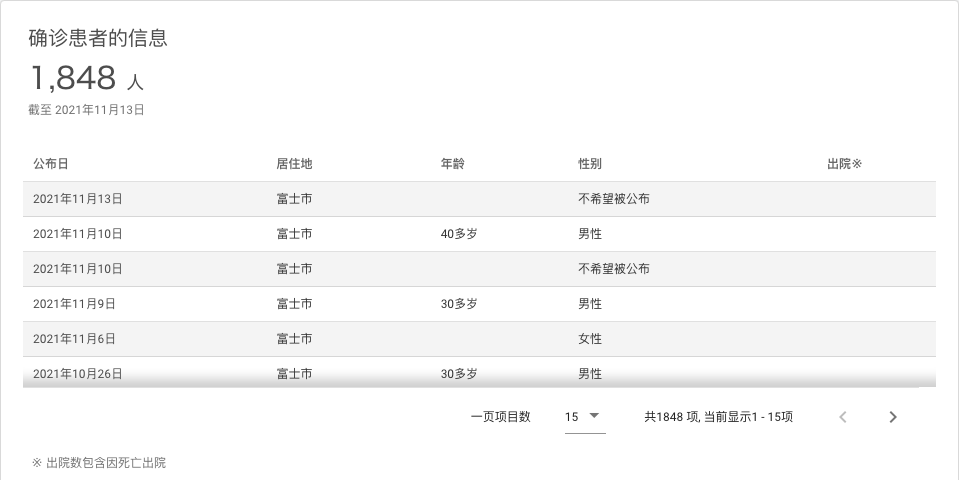 确诊患者的信息
1,848 人
截至 2021年11月13日
公布日 居住地 年龄 性别 出院※
2021年11月13日 富士市 不希望被公布
2021年11月10日 富士市 40多岁 男性
2021年11月10日 富士市 不希望被公布
2021年11月9日 富士市 30多岁 男性
2021年11月6日 富士市 女性
2021年10月26日 富士市 30多岁 男性
一页项目数 15 共1848 项, 当前显示1 - 15项
※ 出院数包含因死亡出院